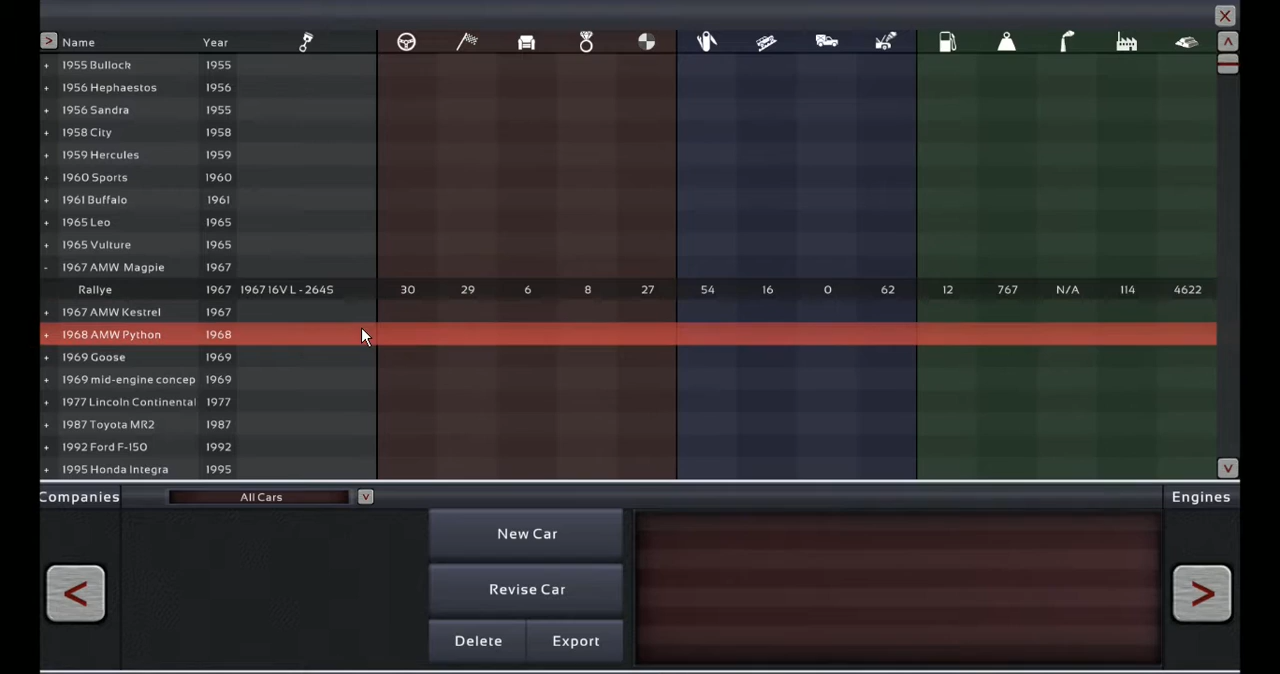 X
> Name Year ^
+ 1955 Bullock 1955
+ 1956 Hephaestos 1956
+ 1956 Sandra 1955
+ 1958 City 1958
+ 1959 Hercules 1959
+ 1960 Sports 1960
+ 1961 Buffalo 1961
+ 1965 Leo 1965
+ 1965 Vulture 1965
- 1967 AMW Magpie 1967
Rallye 1967 1967 16V L - 264S 30 29 6 8 27 54 16 0 62 12 767 N/A 114 4622
+ 1967 AMW Kestrel 1967
+ 1968 AMW Python 1968
+ 1969 Goose 1969
+ 1969 mid-engine concep 1969
+ 1977 Lincoln Continental 1977
+ 1987 Toyota MR2 1987
+ 1992 Ford F-150 1992
+ 1995 Honda Integra 1995 v
Companies All Cars v Engines
New Car
< Revise Car >
Delete Export